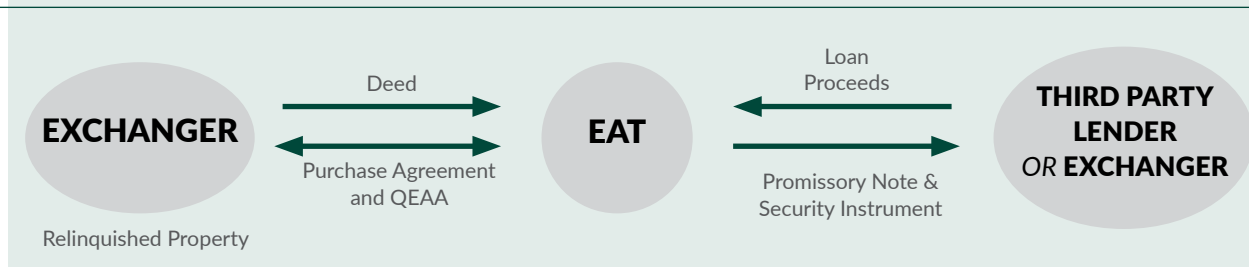 EXCHANGER
Relinquished Property
Deed
Purchase Agreement
and QEAA
EAT
Loan
Proceeds
Promissory Note &
Security Instrument
THIRD PARTY
LENDER
OR EXCHANGER